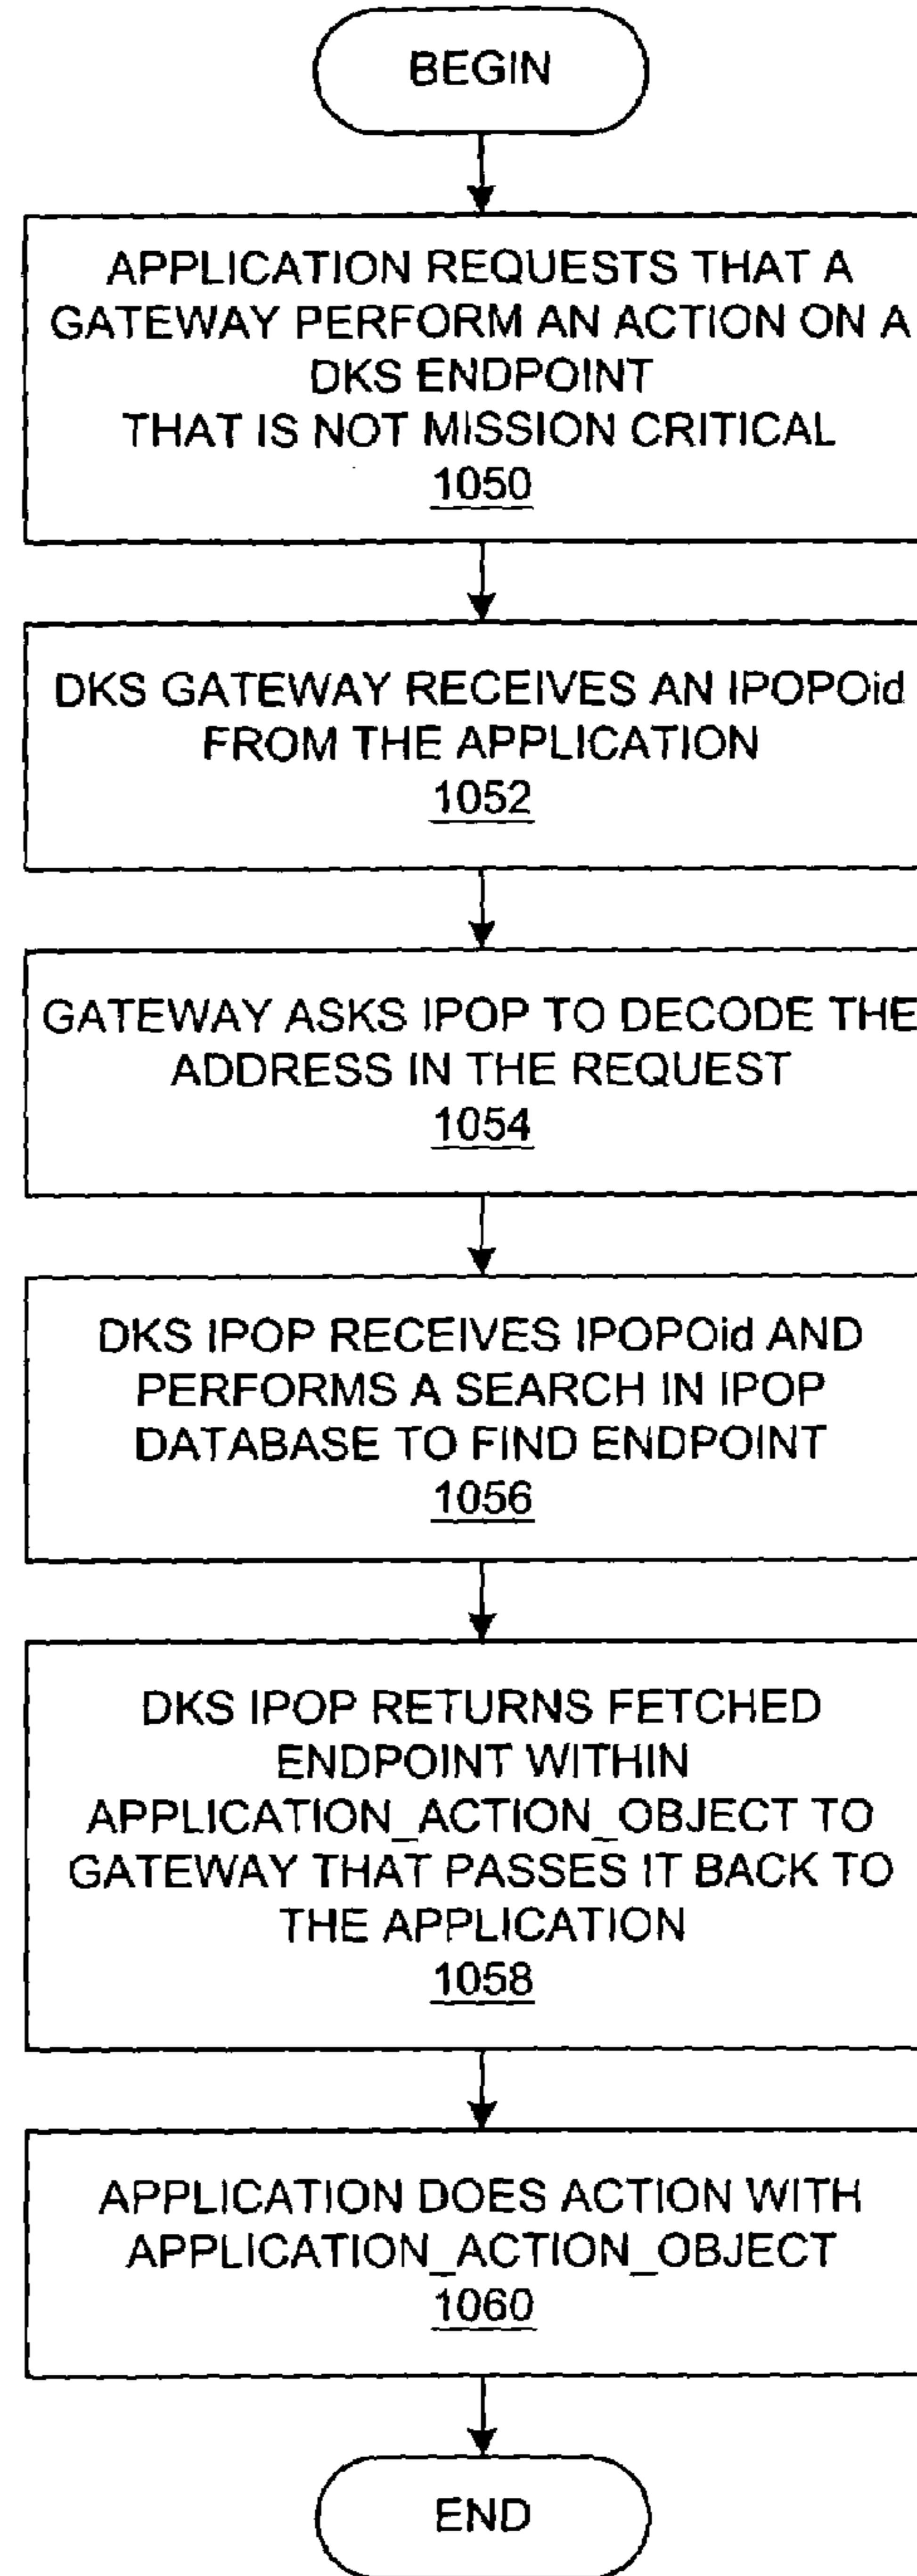 BEGIN
APPLICATION REQUESTS THAT A
GATEWAY PERFORM AN ACTION ON A
DKS ENDPOINT
THAT IS NOT MISSION CRITICAL
1050
DKS GATEWAY RECEIVES AN IPOPOid
FROM THE APPLICATION
1052
GATEWAY ASKS IPOP TO DECODE THE
ADDRESS IN THE REQUEST
1054
DKS IPOP RECEIVES IPOPOid AND
PERFORMS A SEARCH IN IPOP
DATABASE TO FIND ENDPOINT
1056
DKS IPOP RETURNS FETCHED
ENDPOINT WITHIN
APPLICATION_ACTION_OBJECT TO
GATEWAY THAT PASSES IT BACK TO
THE APPLICATION
1058
APPLICATION DOES ACTION WITH
APPLICATION_ACTION_OBJECT
1060
END